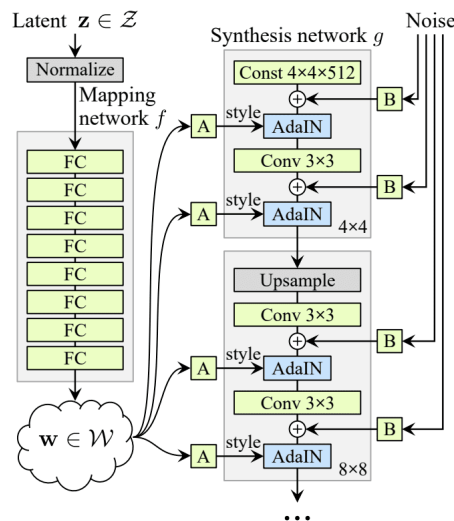 Latent z ∈ Z
Normalize
Mapping
network f
FC
FC
FC
FC
FC
FC
FC
FC
w ∈ W
Synthesis network g
Noise
Const 4×4×512
B
A
style
AdaIN
Conv 3×3
B
A
style
AdaIN
4×4
Upsample
Conv 3×3
B
A
style
AdaIN
Conv 3×3
B
A
style
AdaIN
8×8
...